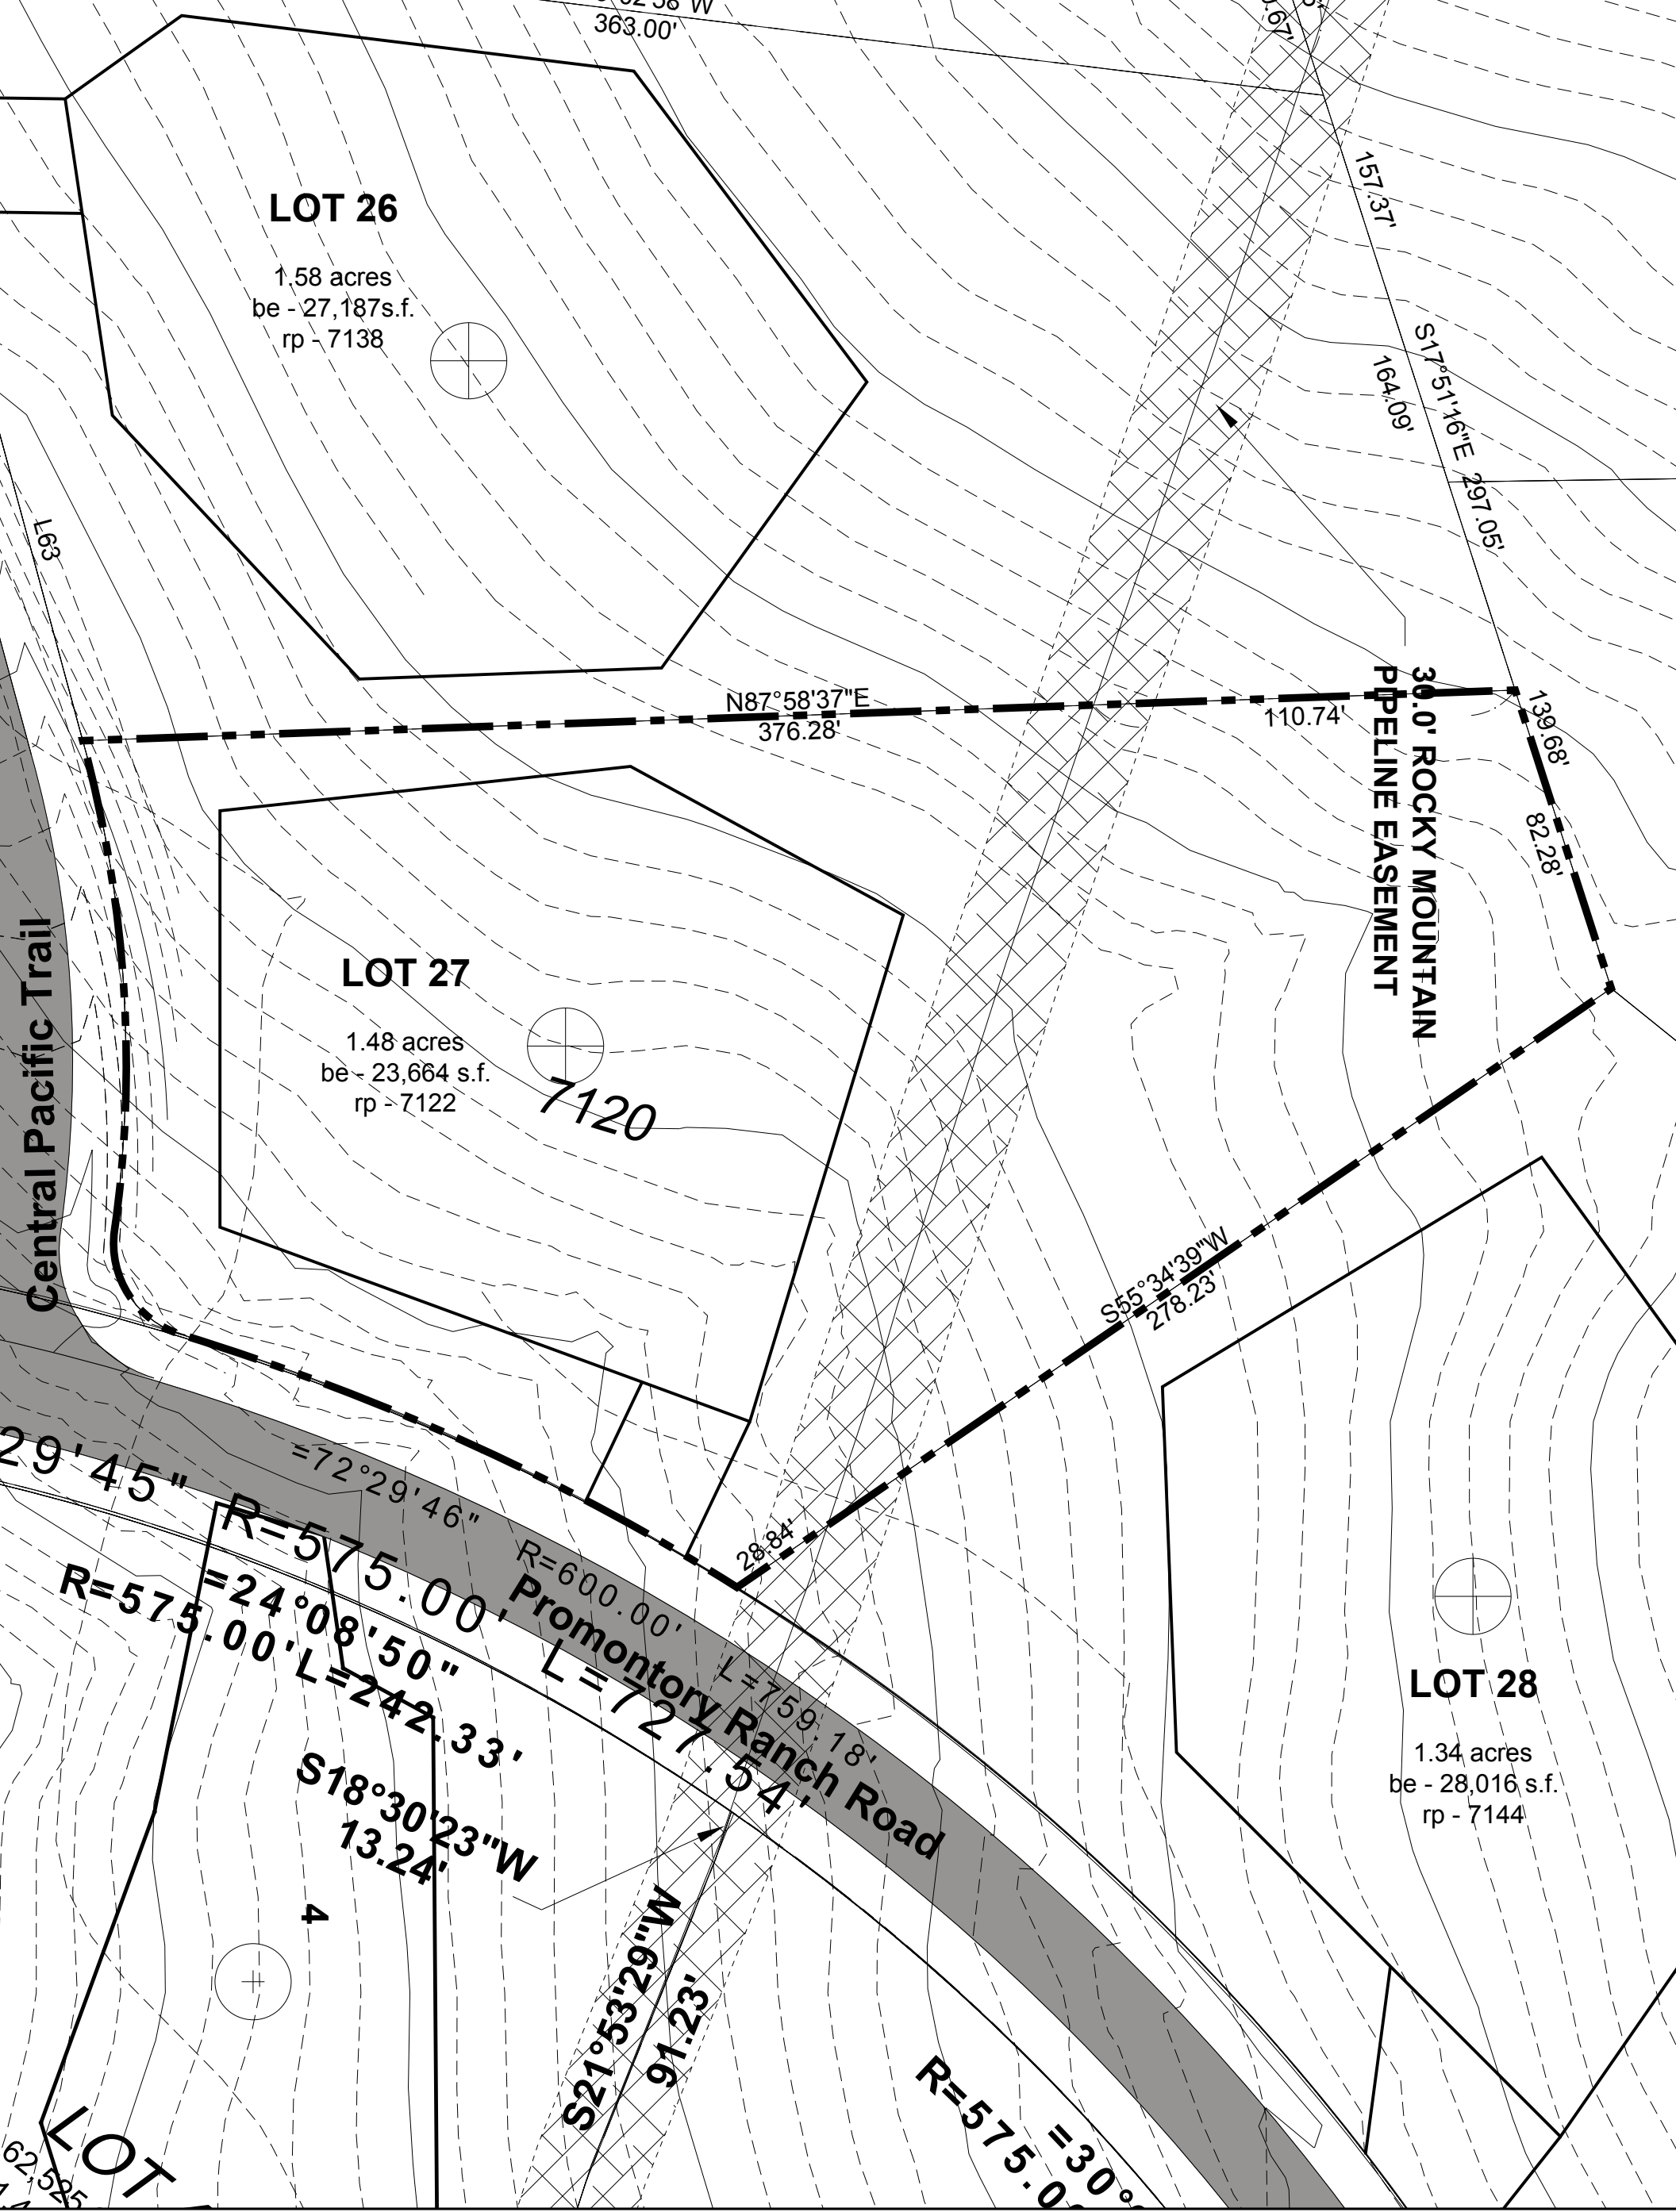 363.00'
LOT 26
1.58 acres
be - 27,187s.f.
rp - 7138
157.37'
S17°51'16"E 297.05'
164.09'
L63
N87°58'37"E
376.28'
110.74'
139.68'
82.28'
30.0' ROCKY MOUNTAIN
PIPELINE EASEMENT
Central Pacific Trail
LOT 27
1.48 acres
be - 23,664 s.f.
rp - 7122
7120
S55°34'39"W
278.23'
28.84'
29'45"
=72°29'46"
R=600.00'
L=759.18'
R=575.00'
L=727.54'
Promontory Ranch Road
=24°08'50"
R=575.00' L=242.33'
S18°30'23"W
13.24'
4
S21°53'29"W
91.23'
LOT 28
1.34 acres
be - 28,016 s.f.
rp - 7144
LOT
62,525
=30°
R=575.0